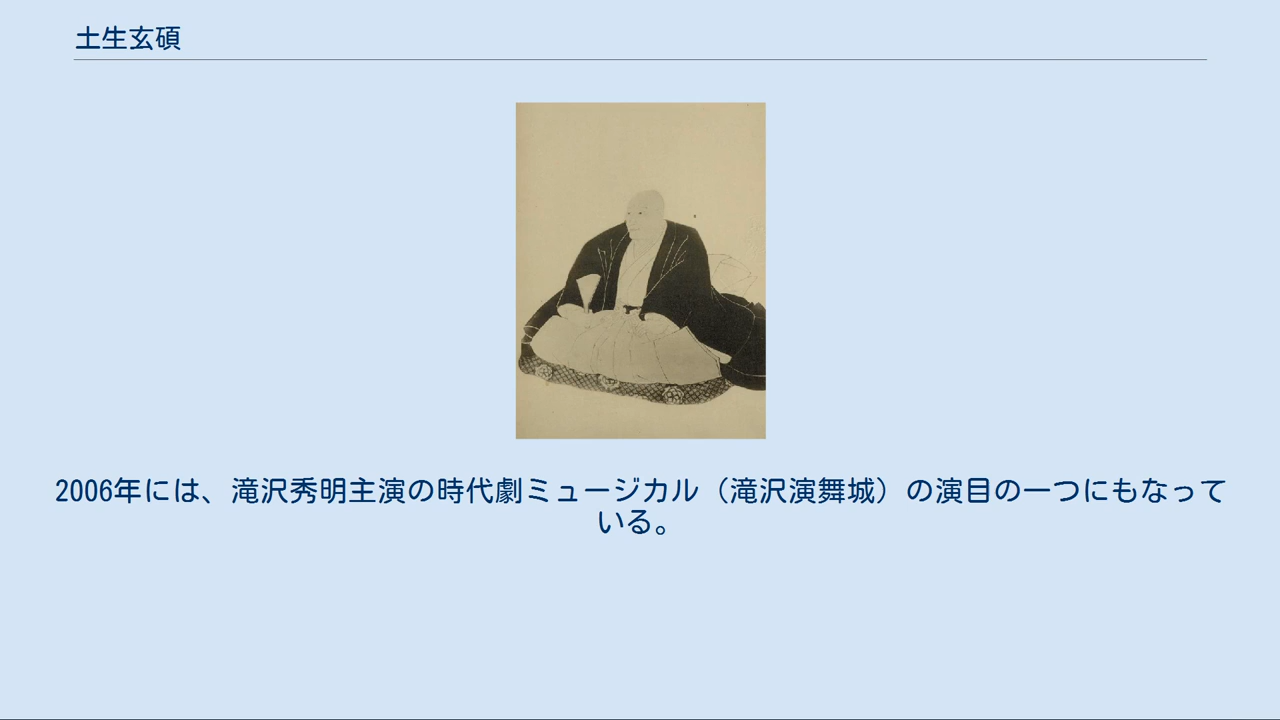 土生玄碩
2006年には、滝沢秀明主演の時代劇ミュージカル（滝沢演舞城）の演目の一つにもなって
いる。